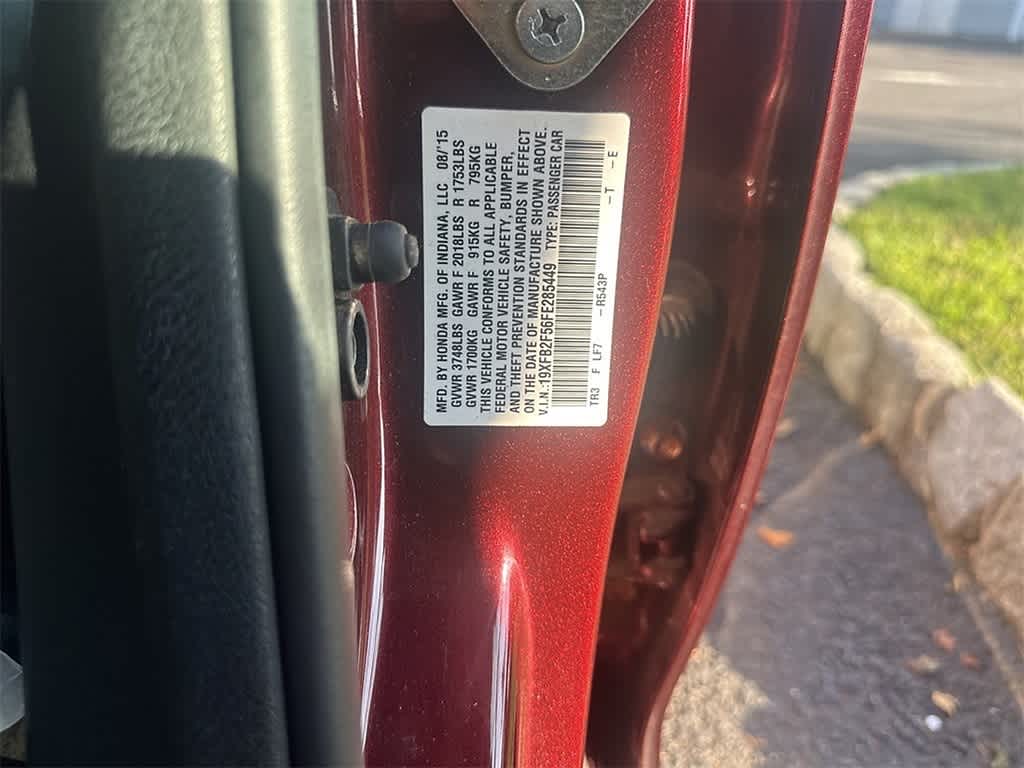 MFD. BY HONDA MFG. OF INDIANA, LLC 08/'15
GVWR 3748LBS GAWR F 2018LBS R 1753LBS
GVWR 1700KG GAWR F 915KG R 795KG
THIS VEHICLE CONFORMS TO ALL APPLICABLE
FEDERAL MOTOR VEHICLE SAFETY, BUMPER,
AND THEFT PREVENTION STANDARDS IN EFFECT
ON THE DATE OF MANUFACTURE SHOWN ABOVE.
V.I.N.:19XFB2F56FE285449 TYPE: PASSENGER CAR
TR3 F LF7 -R543P -T -E